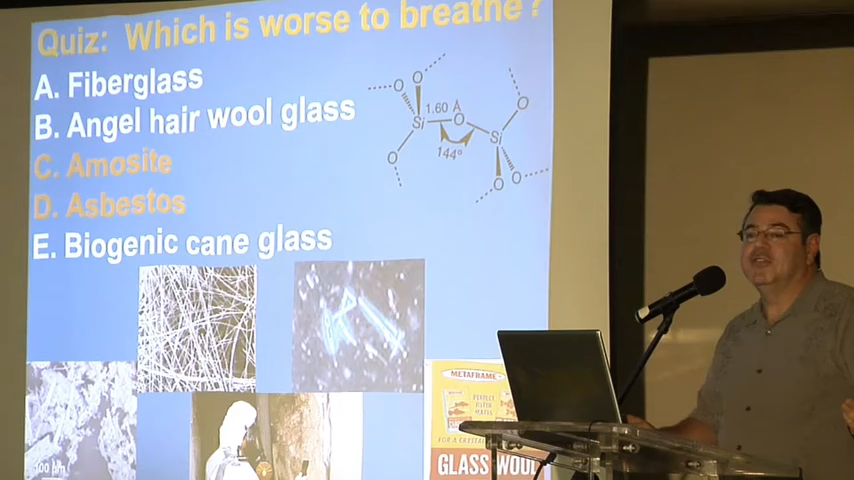 Quiz: Which is worse to breathe?
A. Fiberglass
B. Angel hair wool glass
C. Amosite
D. Asbestos
E. Biogenic cane glass
O
O
1.60 Å
Si
O
O
Si
144°
O
O
O
100 µm
METAFRAME
GLASS WOOL